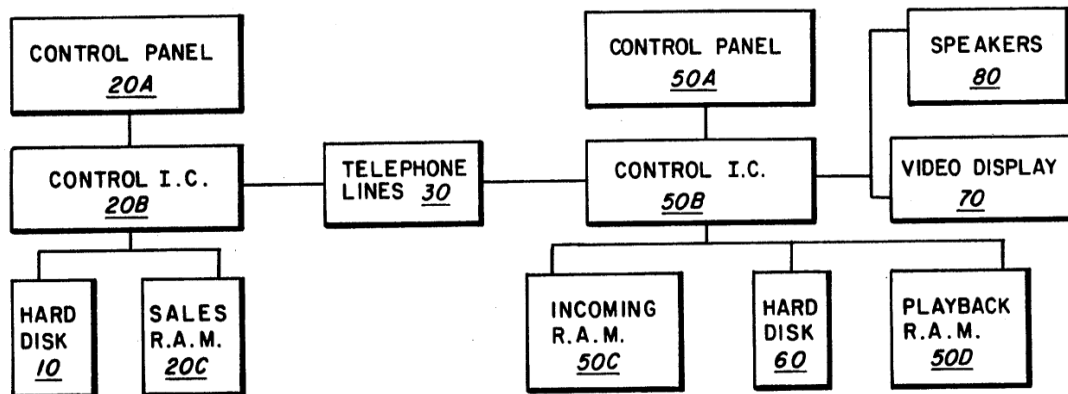 CONTROL PANEL
20A
CONTROL I.C.
20B
HARD
DISK
10
SALES
R.A.M.
20C
TELEPHONE
LINES 30
CONTROL PANEL
50A
CONTROL I.C.
50B
INCOMING
R.A.M.
50C
HARD
DISK
60
PLAYBACK
R.A.M.
50D
SPEAKERS
80
VIDEO DISPLAY
70